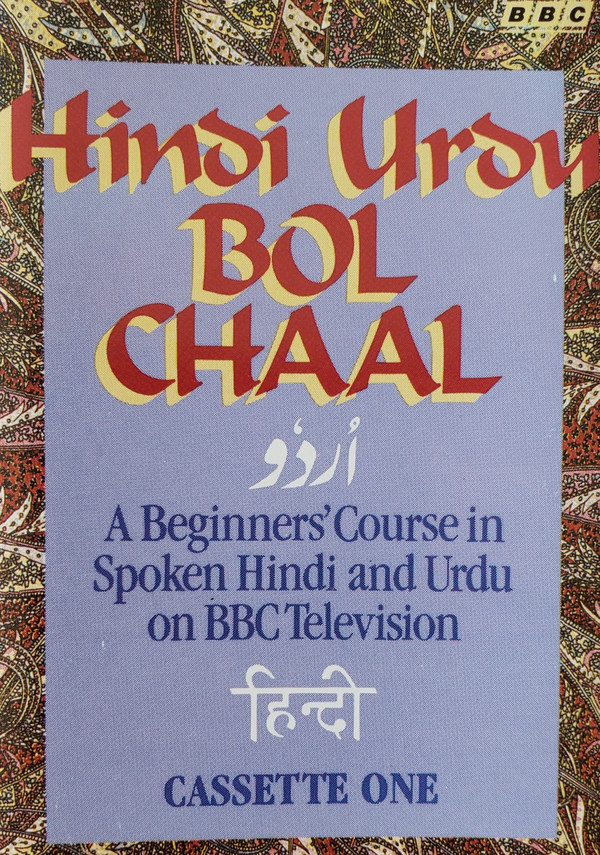 BBC
Hindi Urdu
BOL
CHAAL
اُردُو
A Beginners' Course in
Spoken Hindi and Urdu
on BBC Television
हिन्दी
CASSETTE ONE